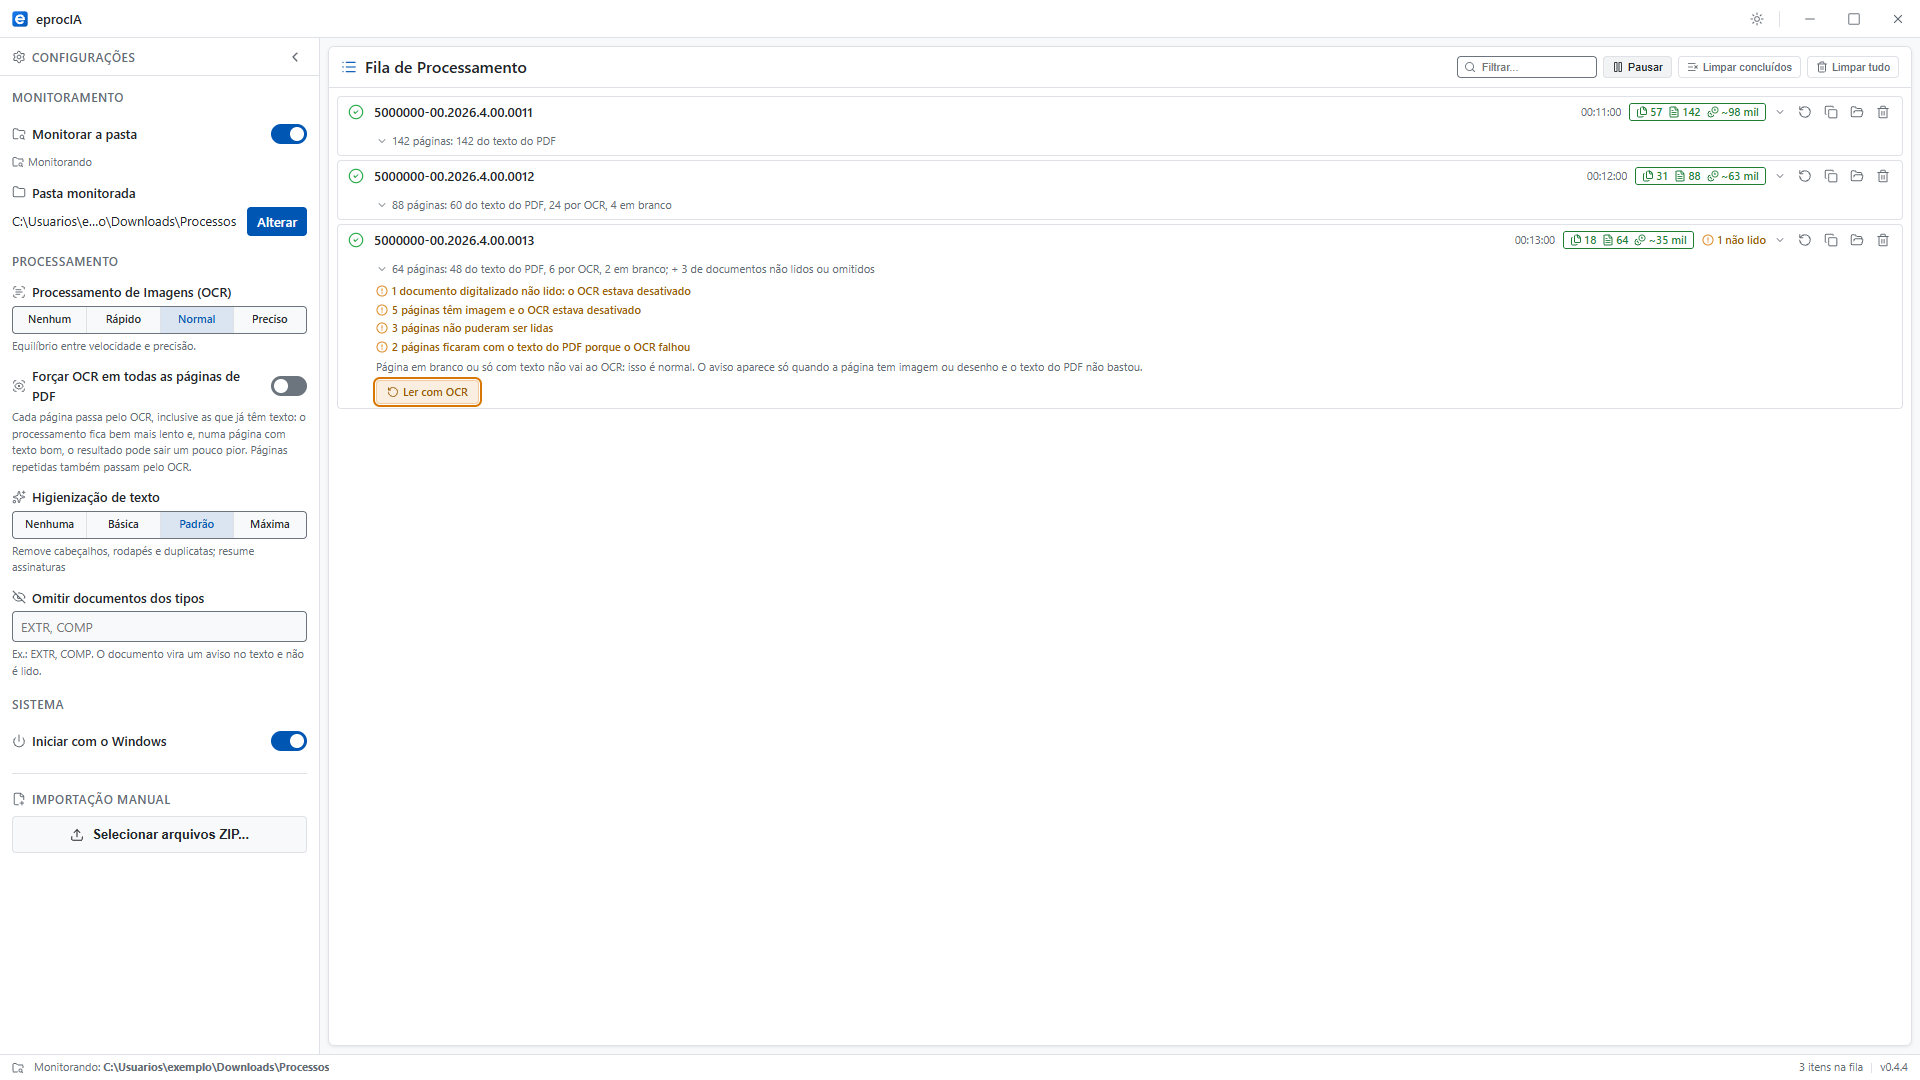 eprocIA
CONFIGURAÇÕES
MONITORAMENTO
Monitorar a pasta
Monitorando
Pasta monitorada
C:\Usuarios\e...o\Downloads\Processos
Alterar
PROCESSAMENTO
Processamento de Imagens (OCR)
Nenhum Rápido Normal Preciso
Equilíbrio entre velocidade e precisão.
Forçar OCR em todas as páginas de
PDF
Cada página passa pelo OCR, inclusive as que já têm texto: o
processamento fica bem mais lento e, numa página com
texto bom, o resultado pode sair um pouco pior. Páginas
repetidas também passam pelo OCR.
Higienização de texto
Nenhuma Básica Padrão Máxima
Remove cabeçalhos, rodapés e duplicatas; resume
assinaturas
Omitir documentos dos tipos
EXTR, COMP
Ex.: EXTR, COMP. O documento vira um aviso no texto e não
é lido.
SISTEMA
Iniciar com o Windows
IMPORTAÇÃO MANUAL
Selecionar arquivos ZIP...
Fila de Processamento
Filtrar...
Pausar
Limpar concluídos
Limpar tudo
5000000-00.2026.4.00.0011
00:11:00 57 142 ~98 mil
142 páginas: 142 do texto do PDF
5000000-00.2026.4.00.0012
00:12:00 31 88 ~63 mil
88 páginas: 60 do texto do PDF, 24 por OCR, 4 em branco
5000000-00.2026.4.00.0013
00:13:00 18 64 ~35 mil 1 não lido
64 páginas: 48 do texto do PDF, 6 por OCR, 2 em branco; + 3 de documentos não lidos ou omitidos
1 documento digitalizado não lido: o OCR estava desativado
5 páginas têm imagem e o OCR estava desativado
3 páginas não puderam ser lidas
2 páginas ficaram com o texto do PDF porque o OCR falhou
Página em branco ou só com texto não vai ao OCR: isso é normal. O aviso aparece só quando a página tem imagem ou desenho e o texto do PDF não bastou.
Ler com OCR
Monitorando: C:\Usuarios\exemplo\Downloads\Processos
3 itens na fila
v0.4.4